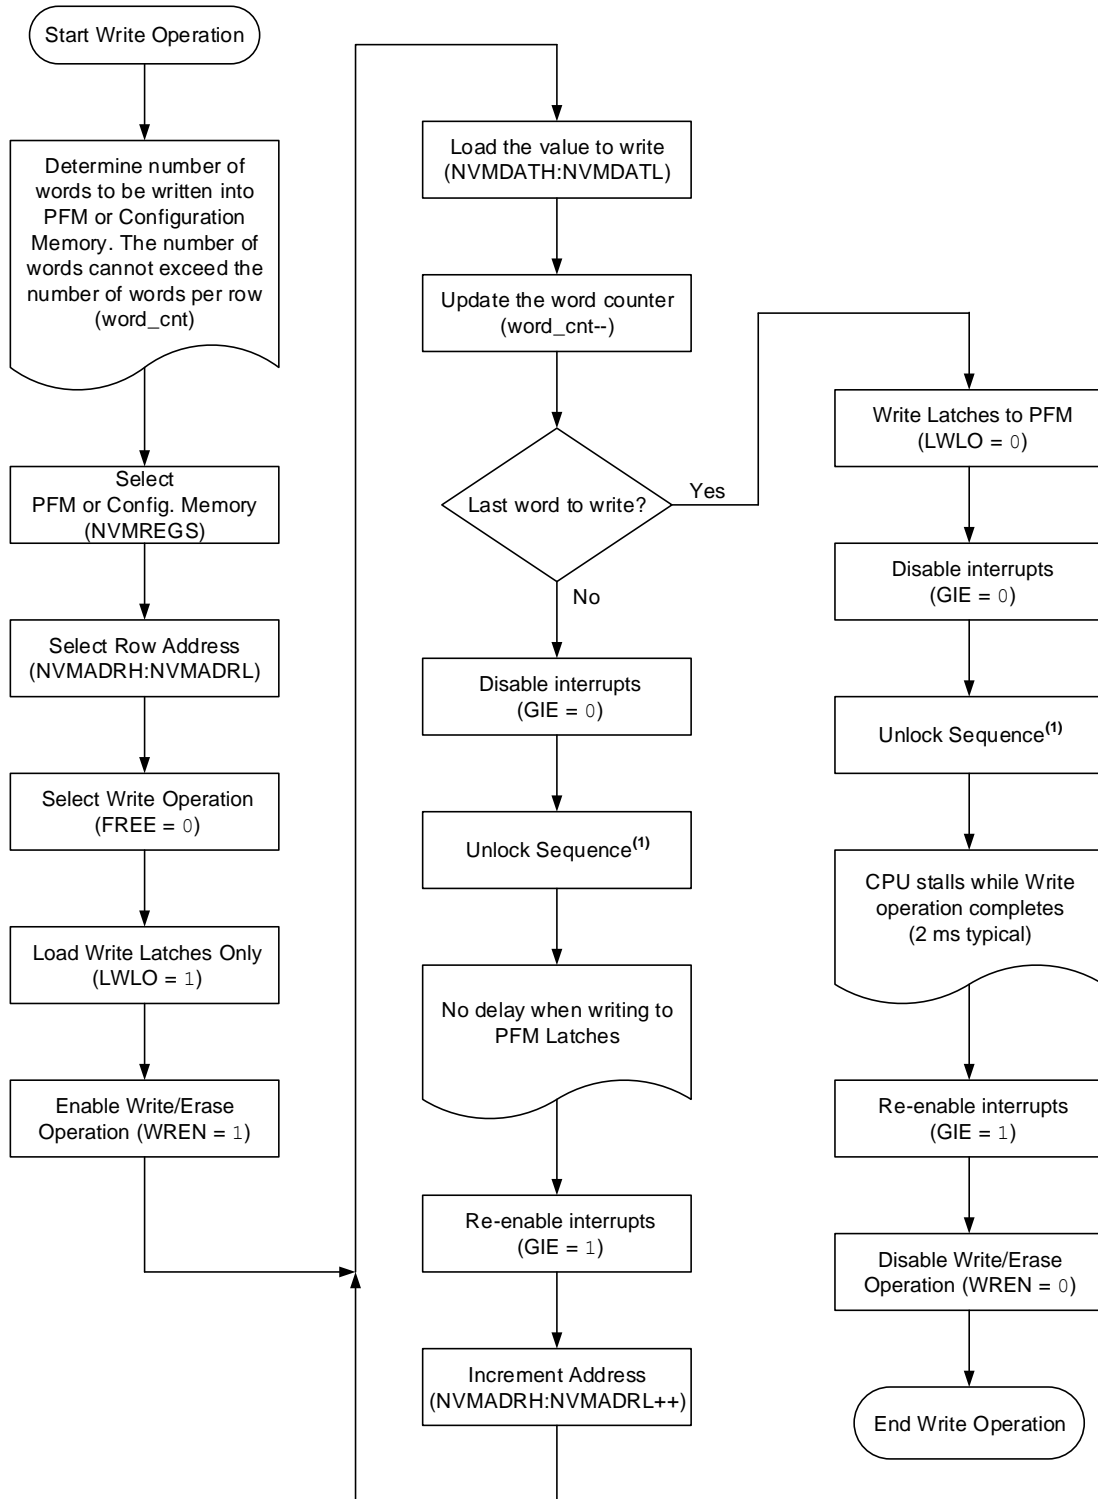 Start Write Operation
Determine number of
words to be written into
PFM or Configuration
Memory. The number of
words cannot exceed the
number of words per row
(word_cnt)
Select
PFM or Config. Memory
(NVMREGS)
Select Row Address
(NVMADRH:NVMADRL)
Select Write Operation
(FREE = 0)
Load Write Latches Only
(LWLO = 1)
Enable Write/Erase
Operation (WREN = 1)
Load the value to write
(NVMDATH:NVMDATL)
Update the word counter
(word_cnt--)
Last word to write?
Yes
No
Disable interrupts
(GIE = 0)
Unlock Sequence(1)
No delay when writing to
PFM Latches
Re-enable interrupts
(GIE = 1)
Increment Address
(NVMADRH:NVMADRL++)
Write Latches to PFM
(LWLO = 0)
Disable interrupts
(GIE = 0)
Unlock Sequence(1)
CPU stalls while Write
operation completes
(2 ms typical)
Re-enable interrupts
(GIE = 1)
Disable Write/Erase
Operation (WREN = 0)
End Write Operation